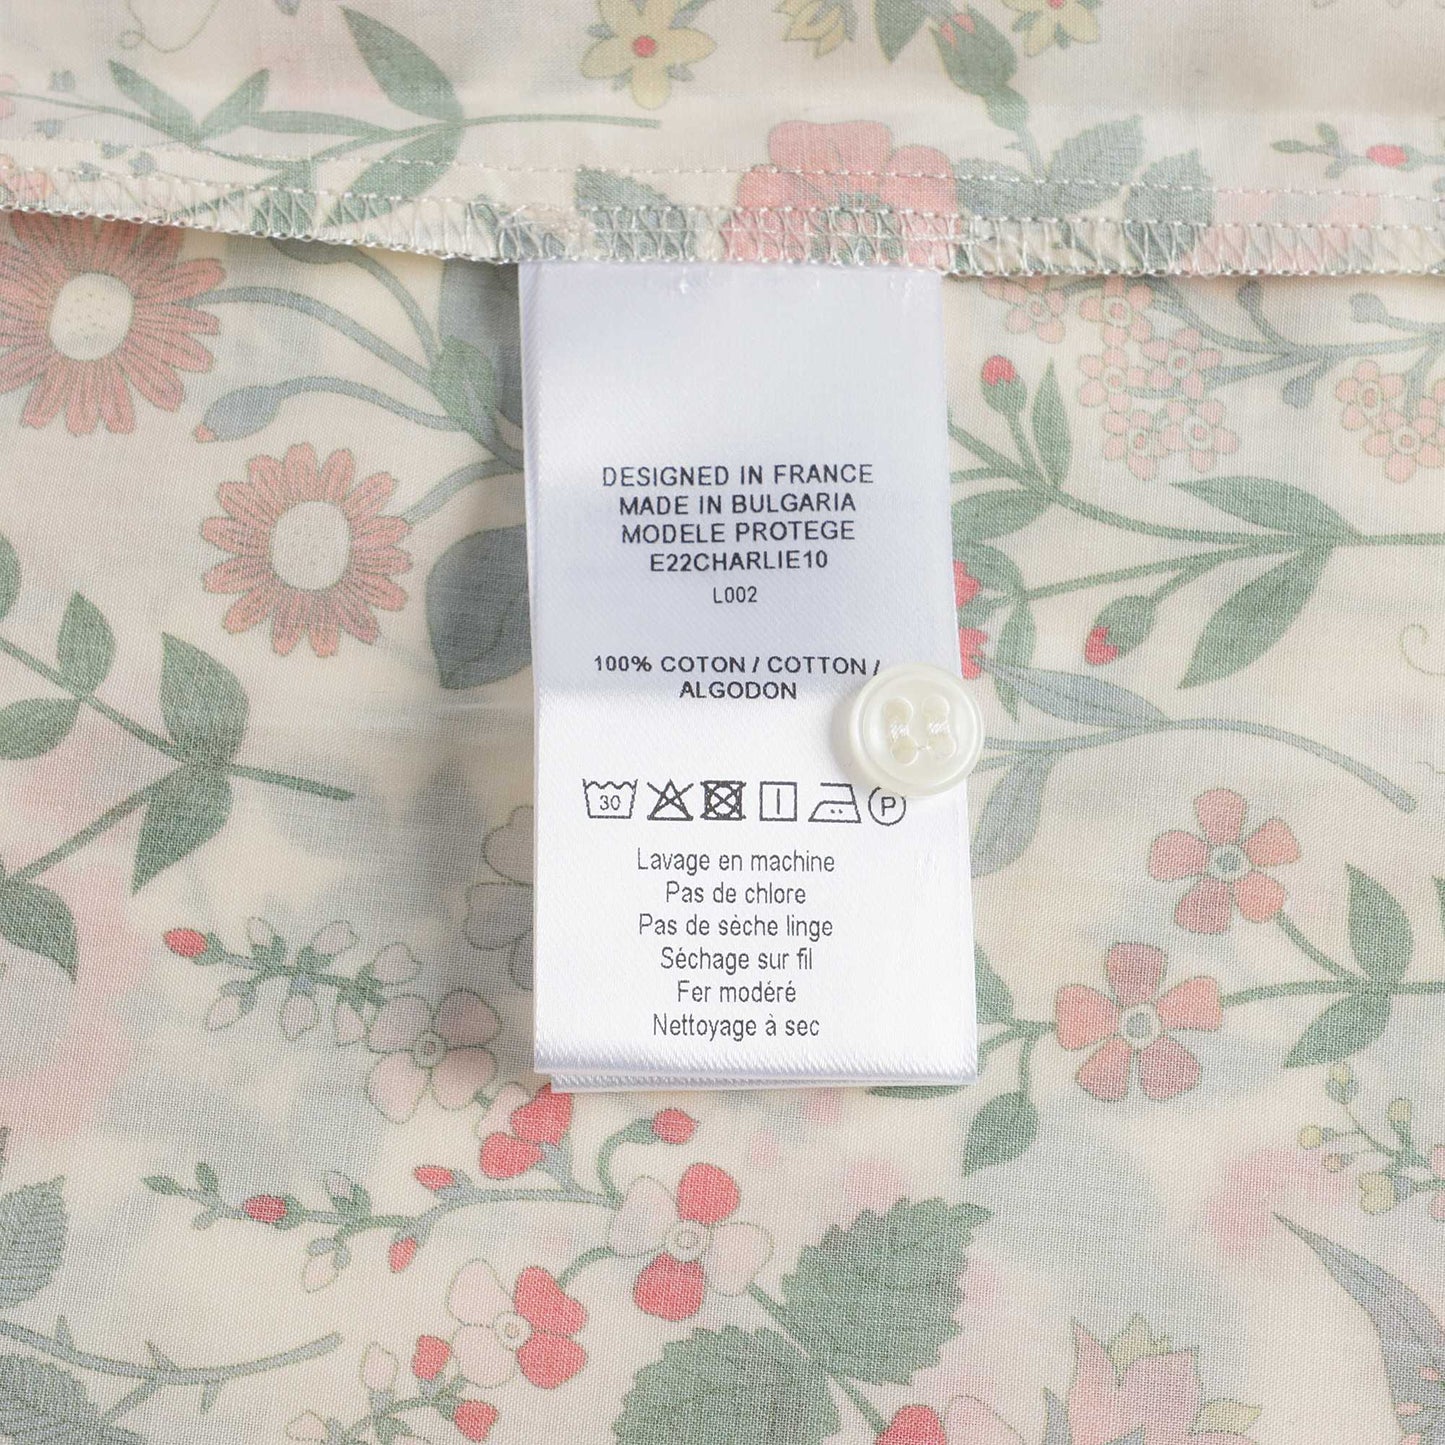 DESIGNED IN FRANCE
MADE IN BULGARIA
MODELE PROTEGE
E22CHARLIE10
L002
100% COTON / COTTON /
ALGODON
30 P
Lavage en machine
Pas de chlore
Pas de sèche linge
Séchage sur fil
Fer modéré
Nettoyage à sec